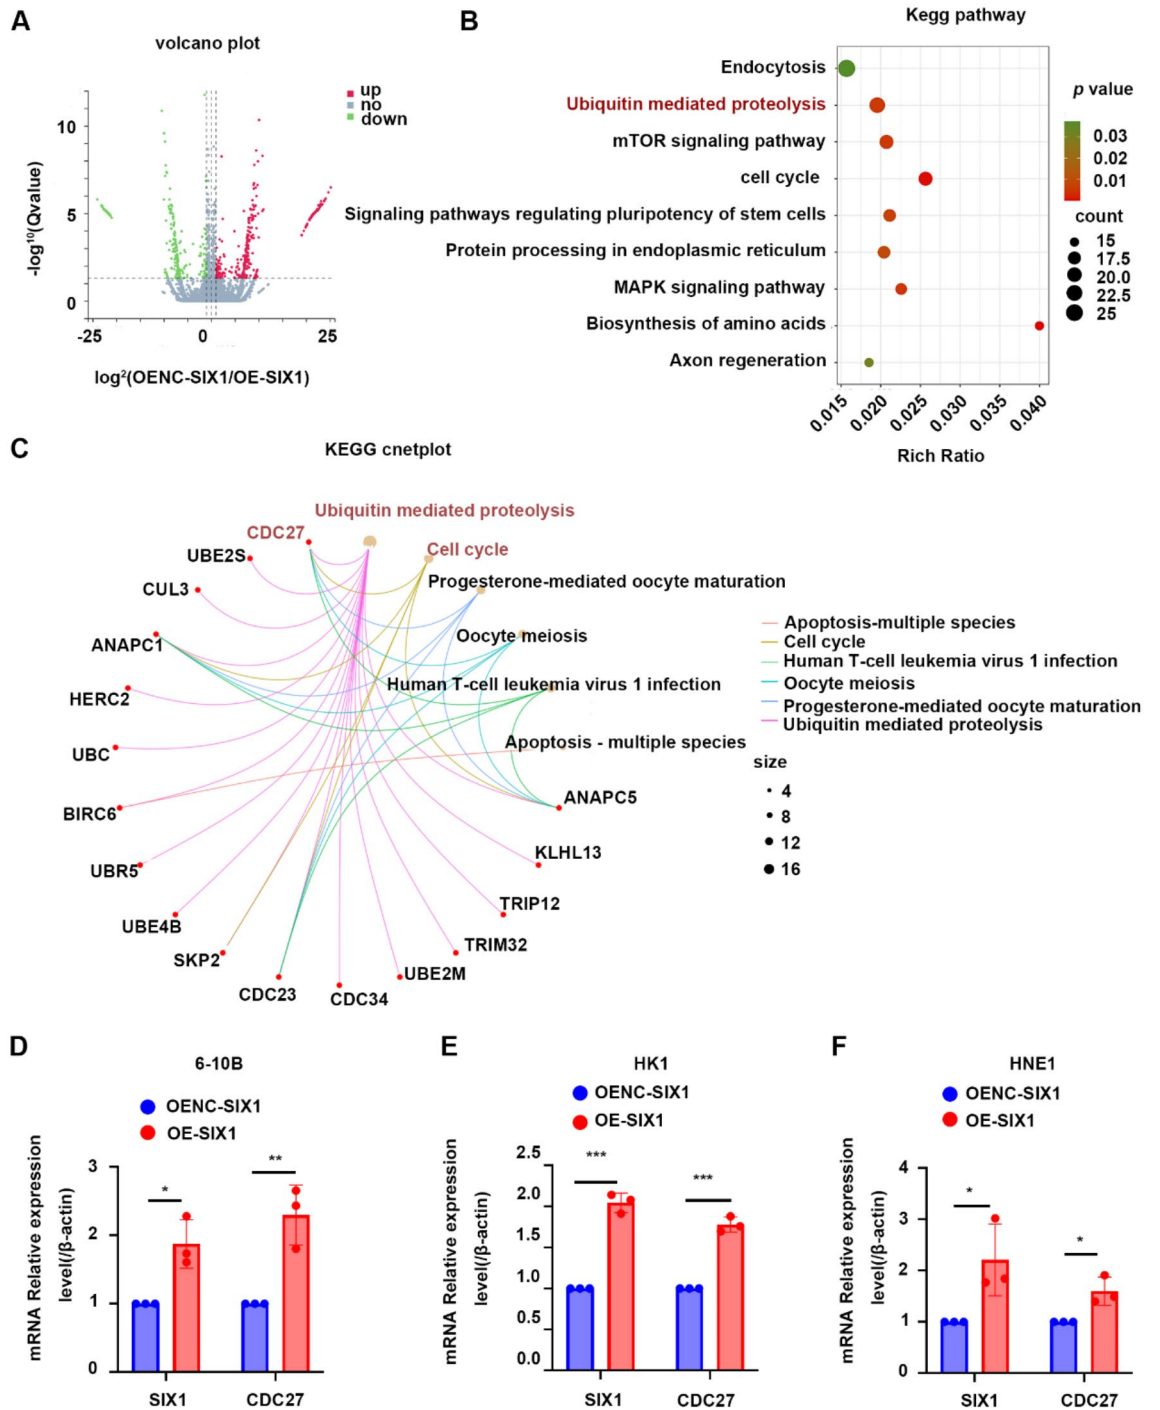 A
volcano plot
up
no
down
-log¹⁰(Qvalue)
10
5
0
-25
0
25
log²(OENC-SIX1/OE-SIX1)
B
Kegg pathway
Endocytosis
Ubiquitin mediated proteolysis
mTOR signaling pathway
cell cycle
Signaling pathways regulating pluripotency of stem cells
Protein processing in endoplasmic reticulum
MAPK signaling pathway
Biosynthesis of amino acids
Axon regeneration
0.015
0.020
0.025
0.030
0.035
0.040
Rich Ratio
p value
0.03
0.02
0.01
count
15
17.5
20.0
22.5
25
C
KEGG cnetplot
Ubiquitin mediated proteolysis
CDC27
Cell cycle
UBE2S
Progesterone-mediated oocyte maturation
CUL3
Oocyte meiosis
ANAPC1
Human T-cell leukemia virus 1 infection
HERC2
Apoptosis - multiple species
UBC
ANAPC5
BIRC6
KLHL13
UBR5
TRIP12
UBE4B
TRIM32
SKP2
UBE2M
CDC23
CDC34
Apoptosis-multiple species
Cell cycle
Human T-cell leukemia virus 1 infection
Oocyte meiosis
Progesterone-mediated oocyte maturation
Ubiquitin mediated proteolysis
size
4
8
12
16
D
6-10B
OENC-SIX1
OE-SIX1
mRNA Relative expression
level(/β-actin)
3
2
1
0
*
**
SIX1
CDC27
E
HK1
OENC-SIX1
OE-SIX1
mRNA Relative expression
level(/β-actin)
2.5
2.0
1.5
1.0
0.5
0.0
***
***
SIX1
CDC27
F
HNE1
OENC-SIX1
OE-SIX1
mRNA Relative expression
level(/β-actin)
4
3
2
1
0
*
*
SIX1
CDC27